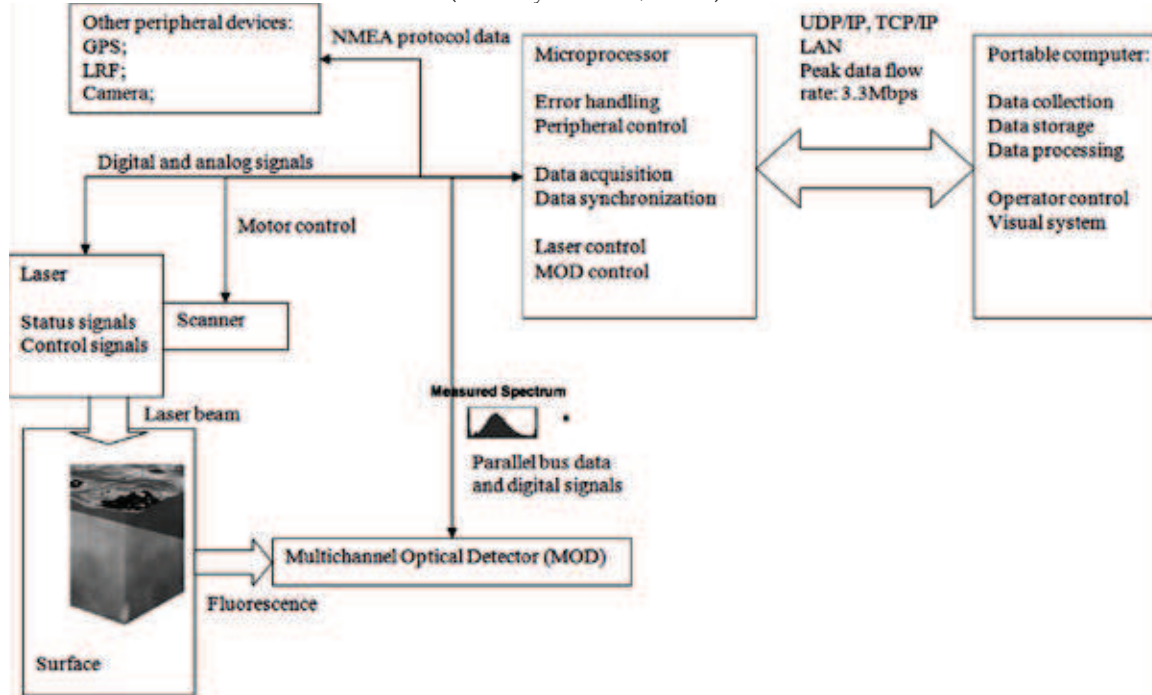 Other peripheral devices:
GPS;
LRF;
Camera;
NMEA protocol data
Microprocessor
Error handling
Peripheral control
Data acquisition
Data synchronization
Laser control
MOD control
UDP/IP, TCP/IP
LAN
Peak data flow
rate: 3.3Mbps
Portable computer:
Data collection
Data storage
Data processing
Operator control
Visual system
Digital and analog signals
Motor control
Laser
Status signals
Control signals
Scanner
Laser beam
Measured Spectrum
Parallel bus data
and digital signals
Multichannel Optical Detector (MOD)
Fluorescence
Surface